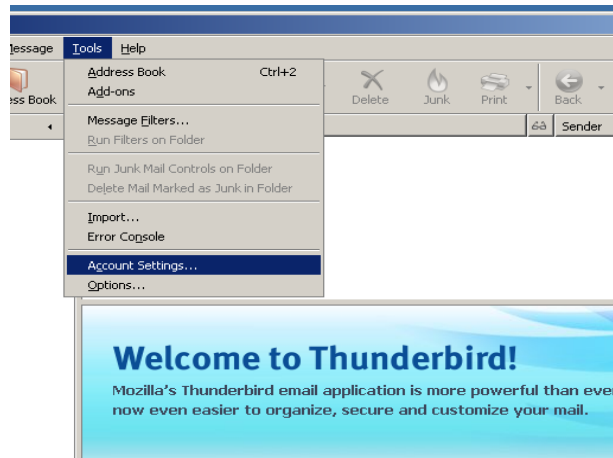 Message Tools Help
Address Book Ctrl+2
Add-ons
Message Filters...
Run Filters on Folder
Run Junk Mail Controls on Folder
Delete Mail Marked as Junk in Folder
Import...
Error Console
Account Settings...
Options...
ess Book
Delete Junk Print Back
Sender
Welcome to Thunderbird!
Mozilla's Thunderbird email application is more powerful than eve
now even easier to organize, secure and customize your mail.